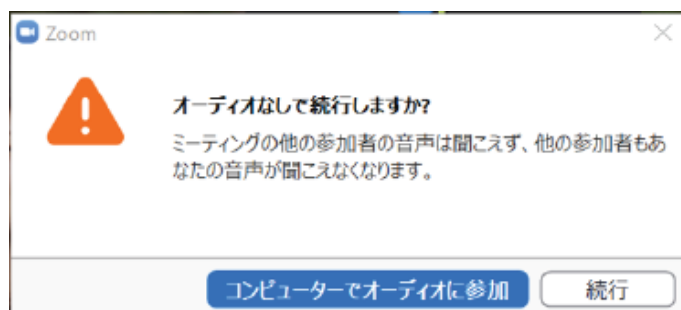 Zoom
オーディオなしで続行しますか?
ミーティングの他の参加者の音声は聞こえず、他の参加者もあ
なたの音声が聞こえなくなります。
コンピューターでオーディオに参加
続行